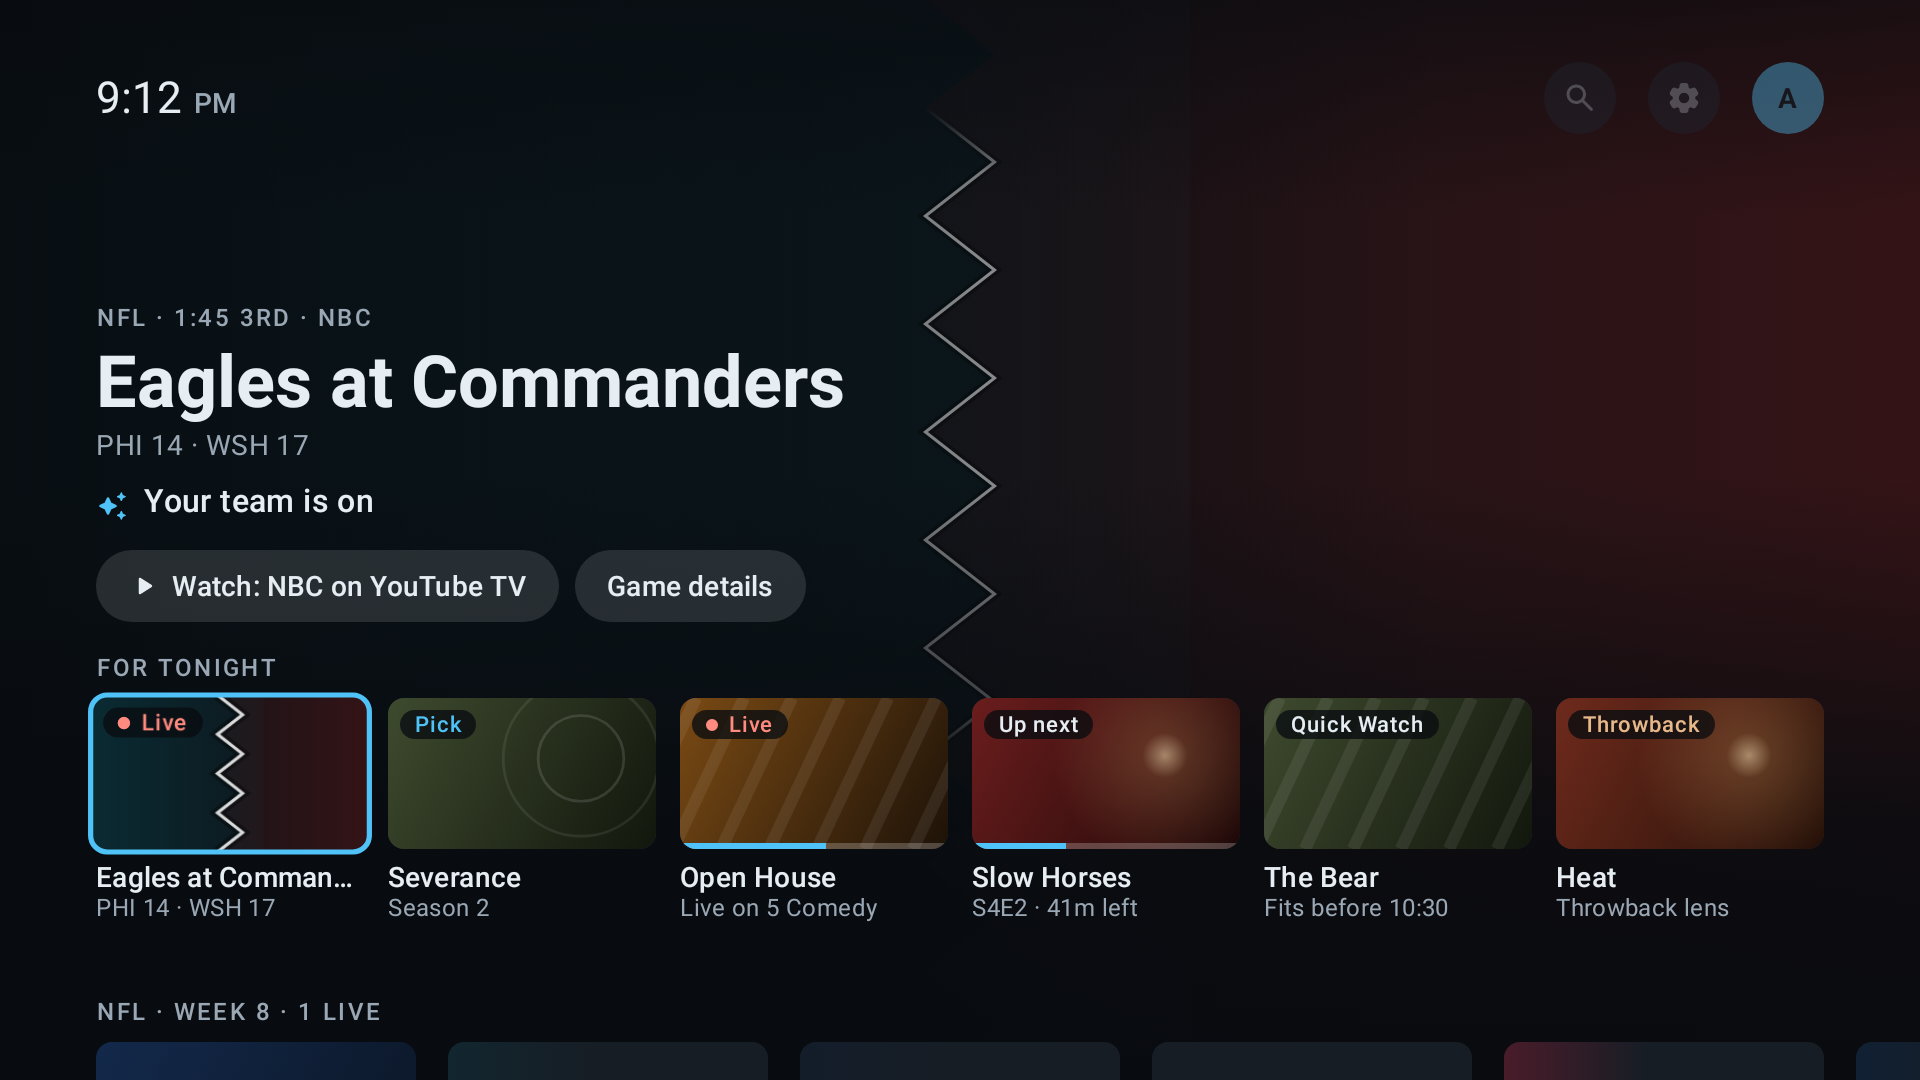 9:12 PM
A
NFL · 1:45 3RD · NBC
Eagles at Commanders
PHI 14 · WSH 17
Your team is on
Watch: NBC on YouTube TV
Game details
FOR TONIGHT
Live
Pick
Live
Up next
Quick Watch
Throwback
Eagles at Comman...
Severance
Open House
Slow Horses
The Bear
Heat
PHI 14 · WSH 17
Season 2
Live on 5 Comedy
S4E2 · 41m left
Fits before 10:30
Throwback lens
NFL · WEEK 8 · 1 LIVE